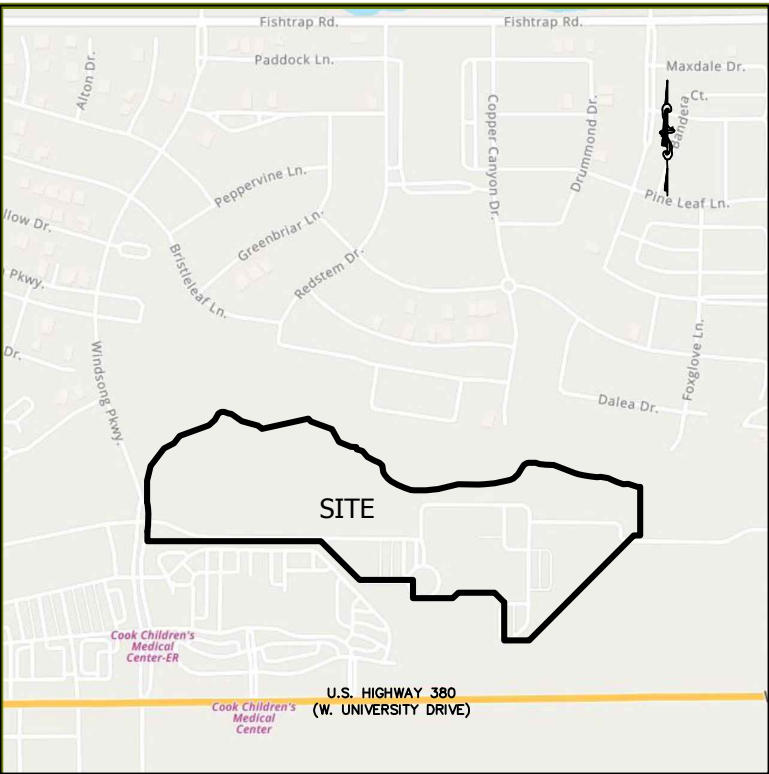 Fishtrap Rd.
Fishtrap Rd.
Paddock Ln.
Maxdale Dr.
Alton Dr.
Bandera
Ct.
Copper Canyon Dr.
Drummond Dr.
Peppervine Ln.
Pine Leaf Ln.
llow Dr.
Greenbriar Ln.
Bristleleaf Ln.
Redstem Dr.
Pkwy.
Dr.
Windsong Pkwy.
Foxglove Ln.
Dalea Dr.
SITE
Cook Children's
Medical
Center-ER
U.S. HIGHWAY 380
(W. UNIVERSITY DRIVE)
Cook Children's
Medical
Center